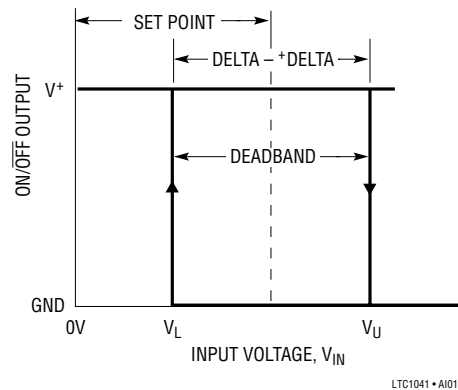 SET POINT
DELTA – +DELTA
V+
DEADBAND
ON/OFF OUTPUT
GND
0V
VL
VU
INPUT VOLTAGE, VIN
LTC1041 • AI01